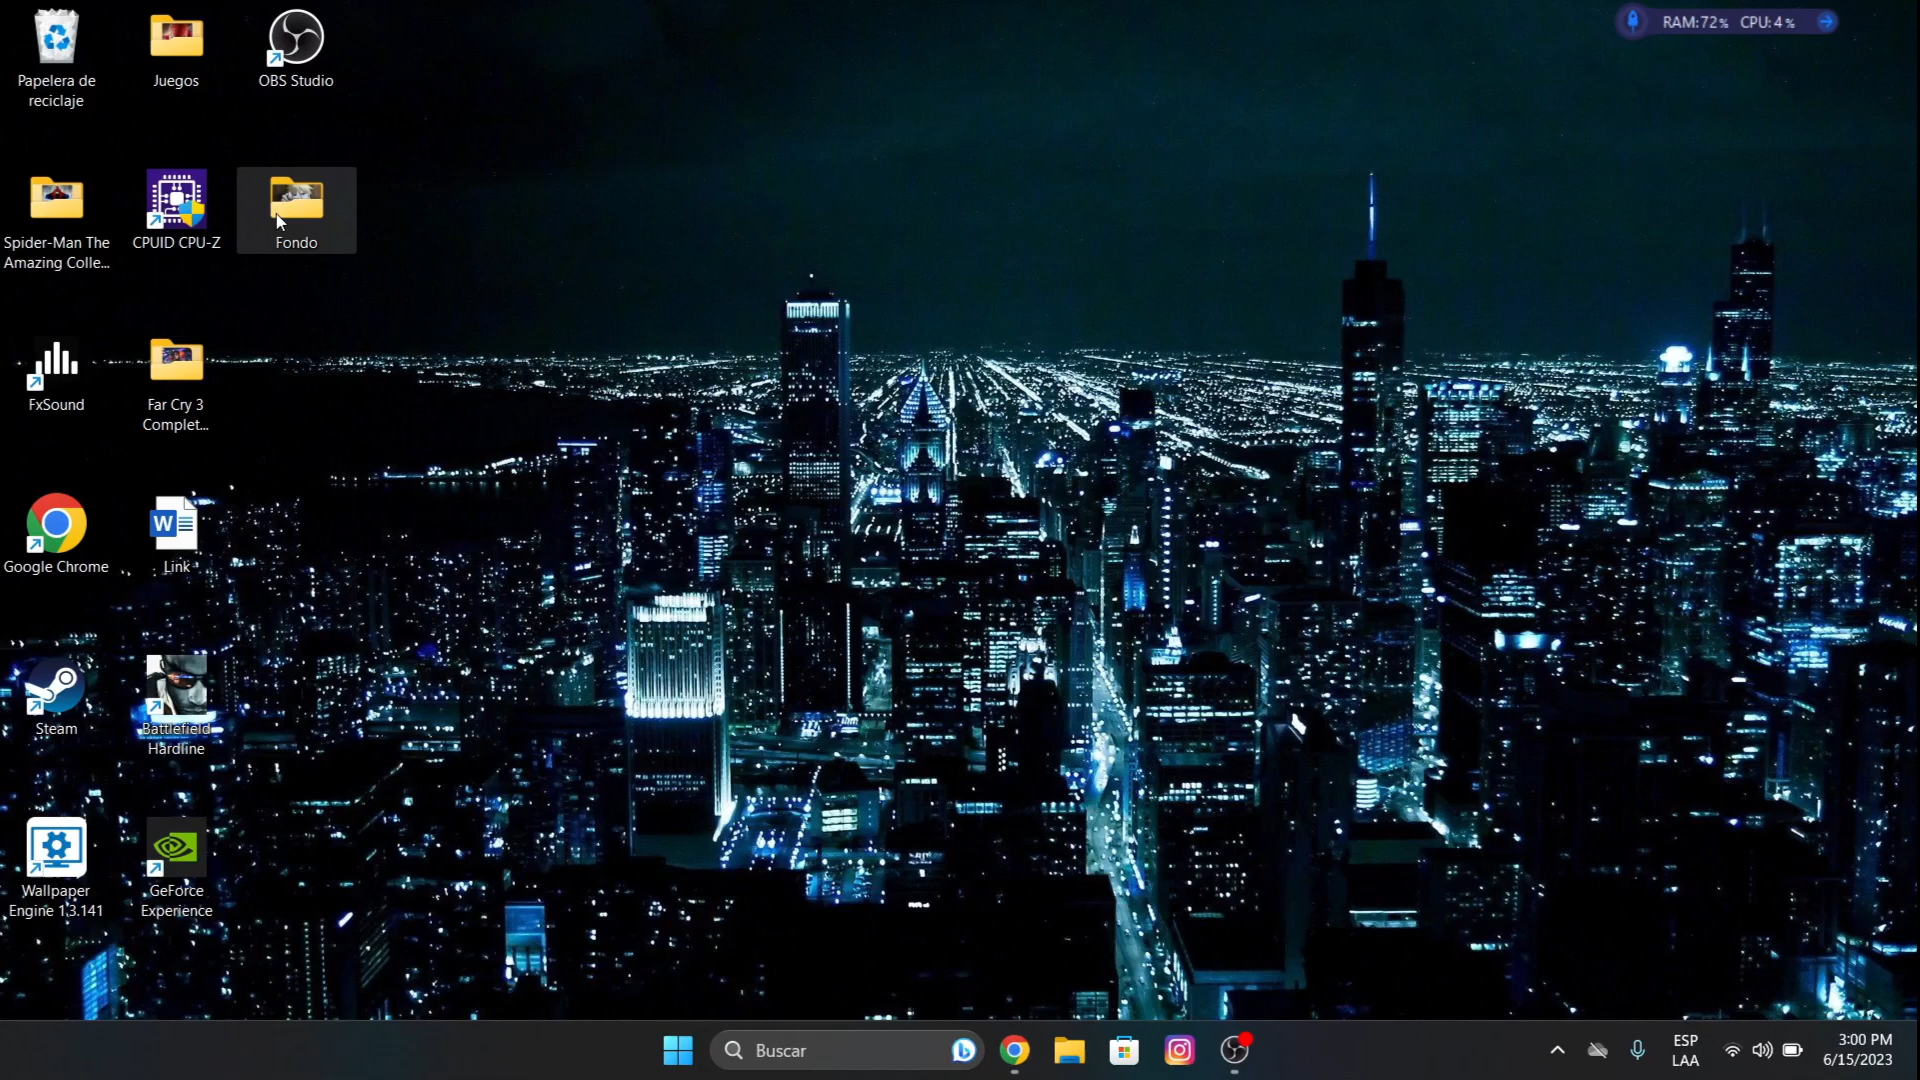 Papelera de
reciclaje
Juegos
OBS Studio
RAM:72% CPU:4%
Spider-Man The
Amazing Colle...
CPUID CPU-Z
Fondo
FxSound
Far Cry 3
Complet...
Google Chrome
W
Link
Steam
Battlefield
Hardline
Wallpaper
Engine 1.3.141
GeForce
Experience
Buscar
ESP
LAA
3:00 PM
6/15/2023